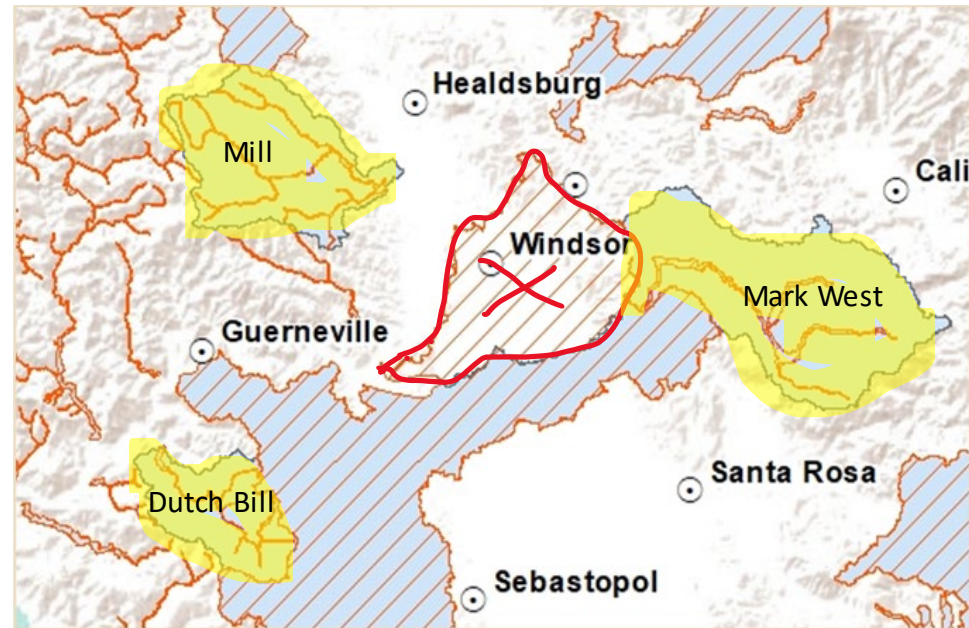 Healdsburg
Mill
Cali
Windsor
Mark West
Guerneville
Santa Rosa
Dutch Bill
Sebastopol